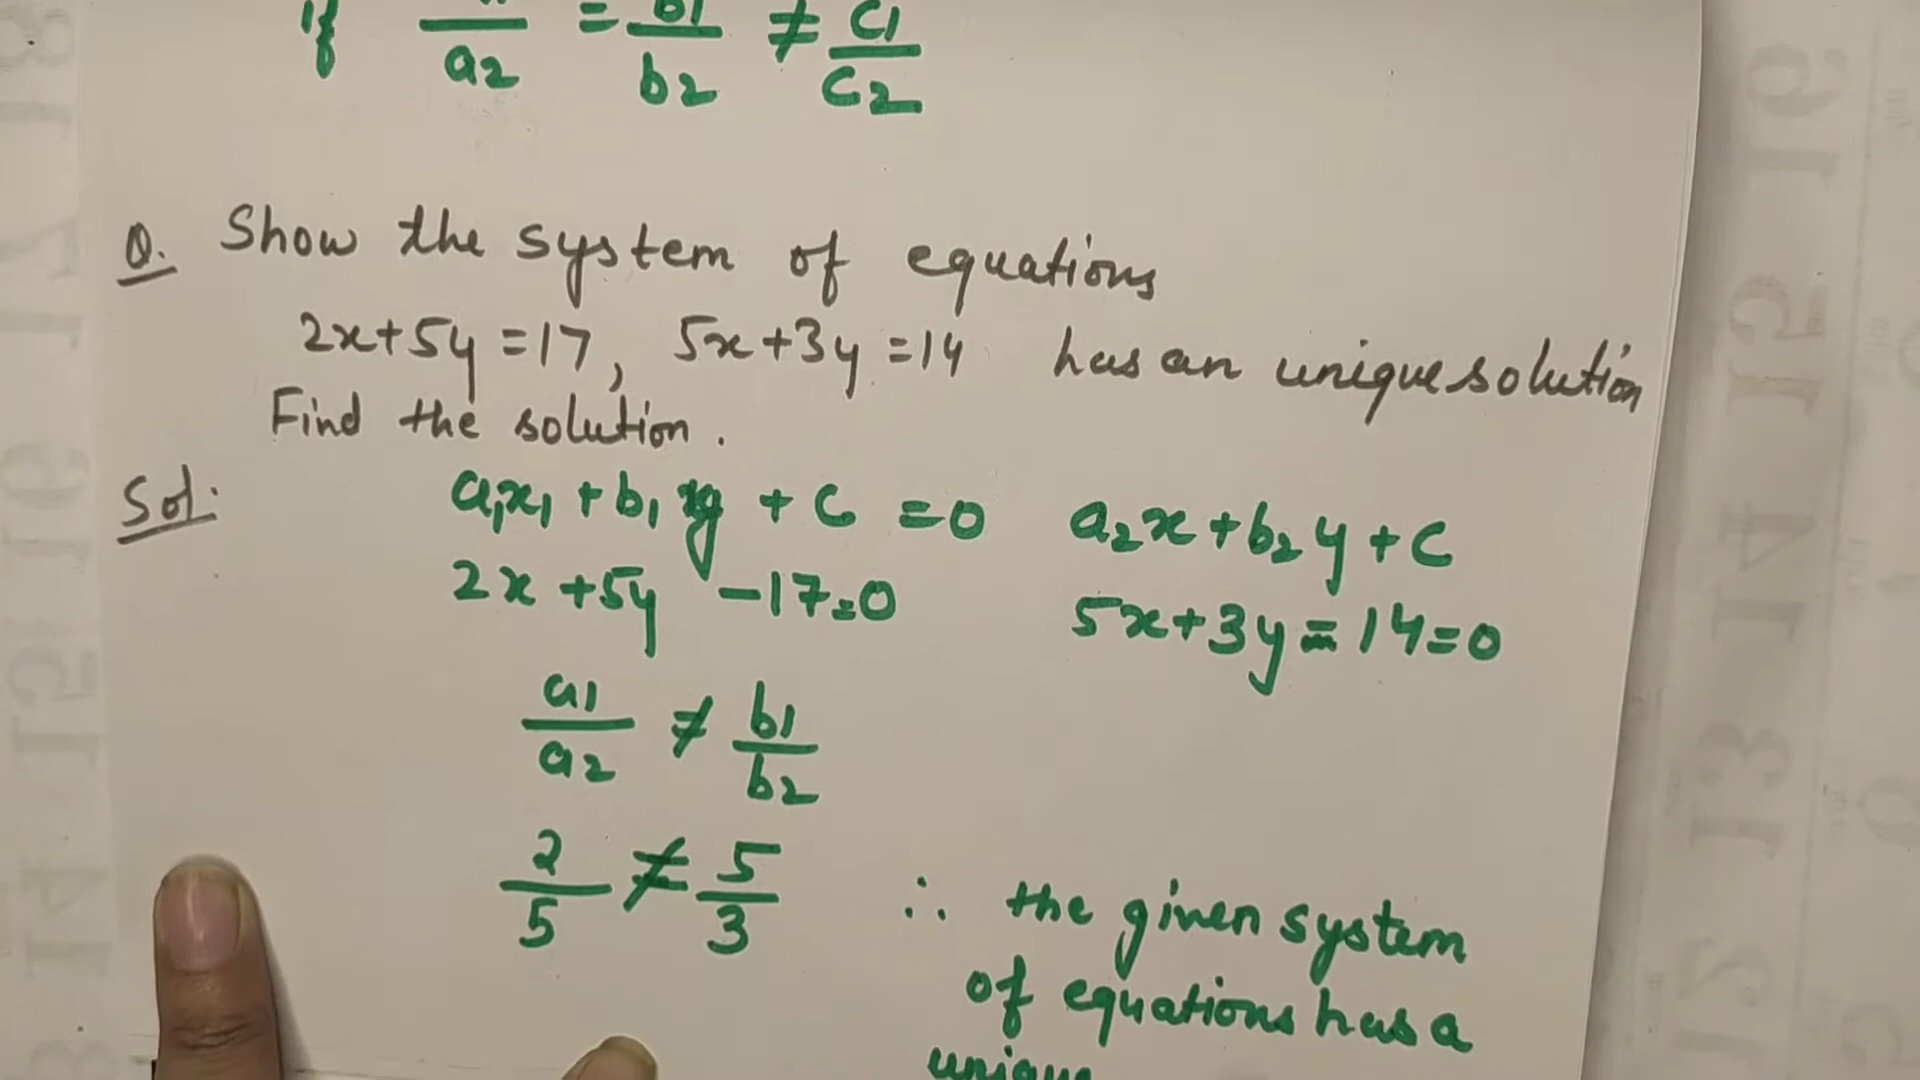 if a1/a2 = b1/b2 ≠ c1/c2
Q. Show the system of equations
2x+5y=17, 5x+3y=14 has an unique solution
Find the solution.
Sol:
a1x1 + b1 y + c = 0   a2x + b2y + c
2x + 5y - 17 = 0   5x + 3y - 14 = 0
a1/a2 ≠ b1/b2
2/5 ≠ 5/3 ∴ the given system
of equations has a
unique